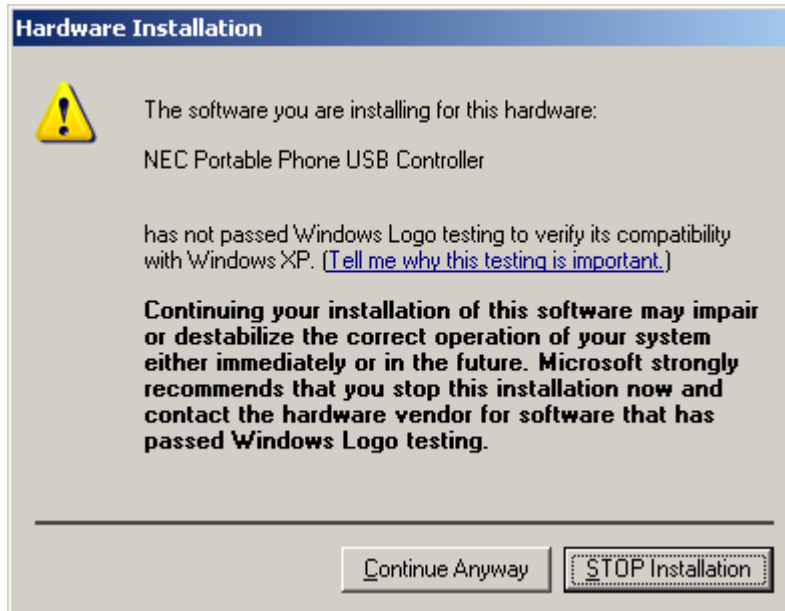 Hardware Installation
The software you are installing for this hardware:
NEC Portable Phone USB Controller
has not passed Windows Logo testing to verify its compatibility
with Windows XP. (Tell me why this testing is important.)
Continuing your installation of this software may impair
or destabilize the correct operation of your system
either immediately or in the future. Microsoft strongly
recommends that you stop this installation now and
contact the hardware vendor for software that has
passed Windows Logo testing.
Continue Anyway
STOP Installation